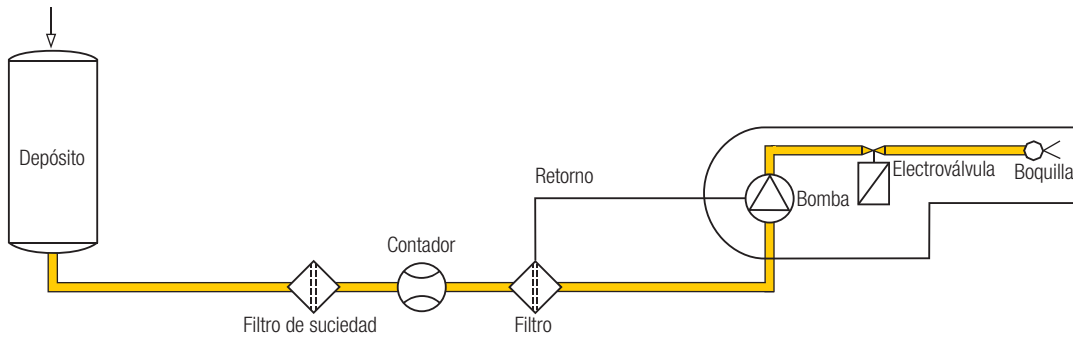 Depósito
Retorno
Electroválvula
Boquilla
Bomba
Contador
Filtro de suciedad
Filtro